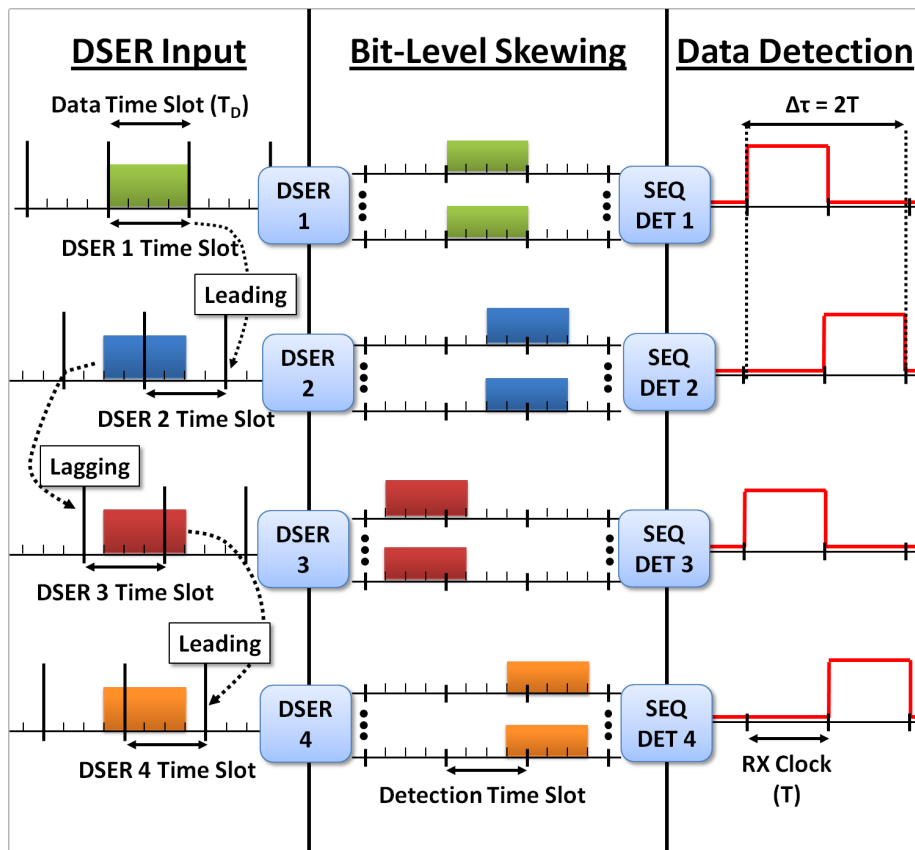 DSER Input
Bit-Level Skewing
Data Detection
Data Time Slot (T_D)
Δτ = 2T
DSER
1
SEQ
DET 1
DSER 1 Time Slot
Leading
DSER
2
SEQ
DET 2
DSER 2 Time Slot
Lagging
DSER
3
SEQ
DET 3
DSER 3 Time Slot
Leading
DSER
4
SEQ
DET 4
DSER 4 Time Slot
Detection Time Slot
RX Clock
(T)